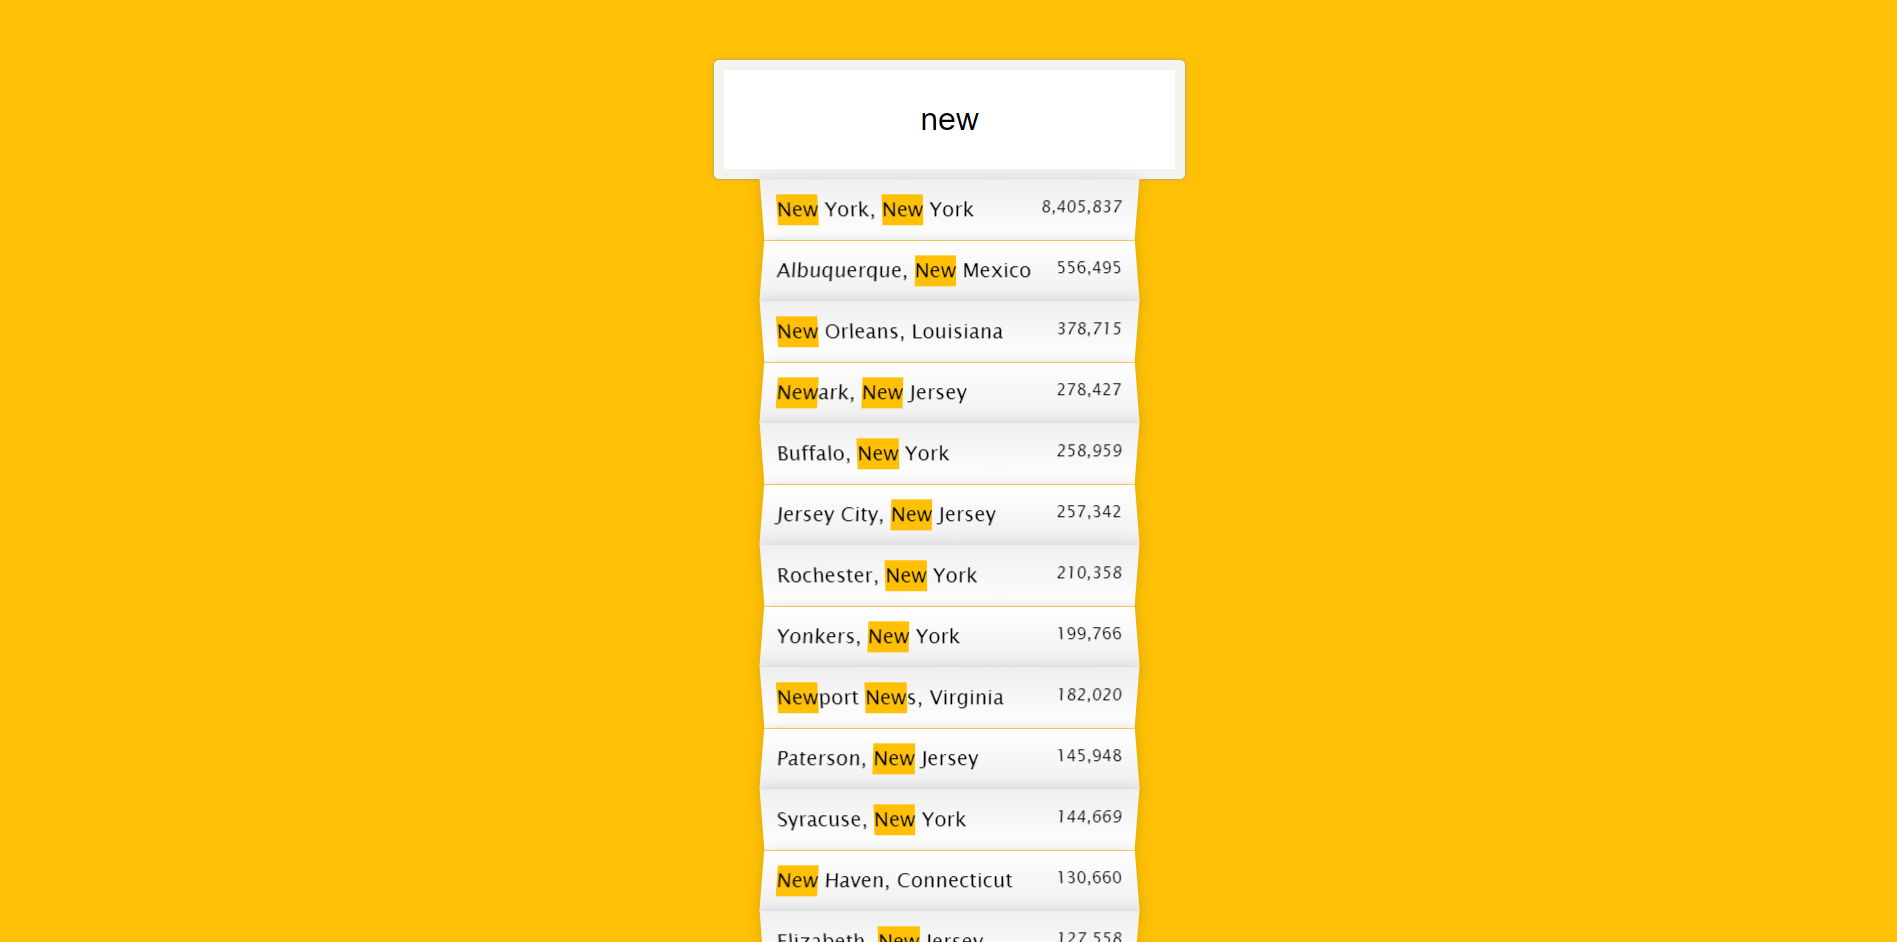 new
New York, New York 8,405,837
Albuquerque, New Mexico 556,495
New Orleans, Louisiana 378,715
Newark, New Jersey 278,427
Buffalo, New York 258,959
Jersey City, New Jersey 257,342
Rochester, New York 210,358
Yonkers, New York 199,766
Newport News, Virginia 182,020
Paterson, New Jersey 145,948
Syracuse, New York 144,669
New Haven, Connecticut 130,660
Elizabeth, New Jersey 127,558